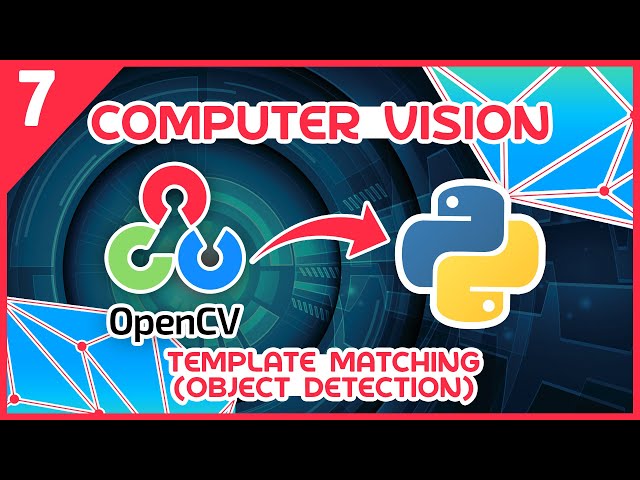 7
COMPUTER VISION
OpenCV
TEMPLATE MATCHING
(OBJECT DETECTION)